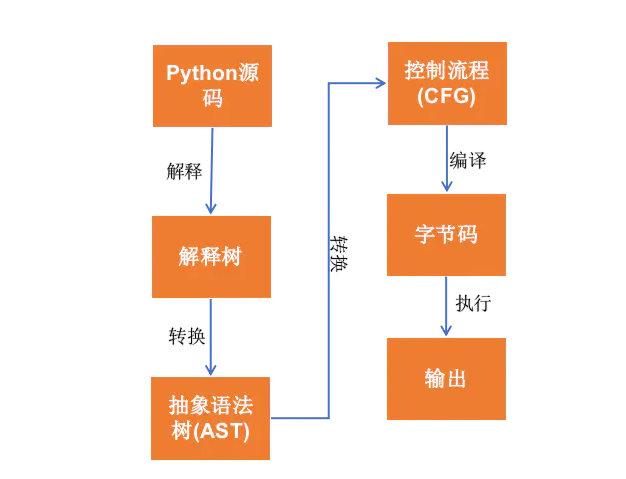 Python源
码
解释
解释树
转换
抽象语法
树(AST)
转换
控制流程
(CFG)
编译
字节码
执行
输出